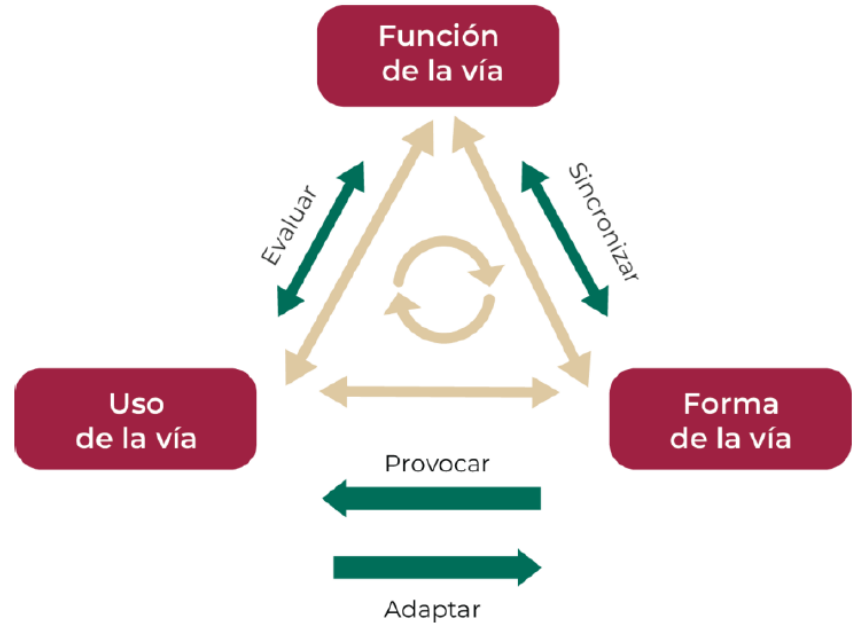 Función
de la vía
Evaluar
Sincronizar
Uso
de la vía
Forma
de la vía
Provocar
Adaptar